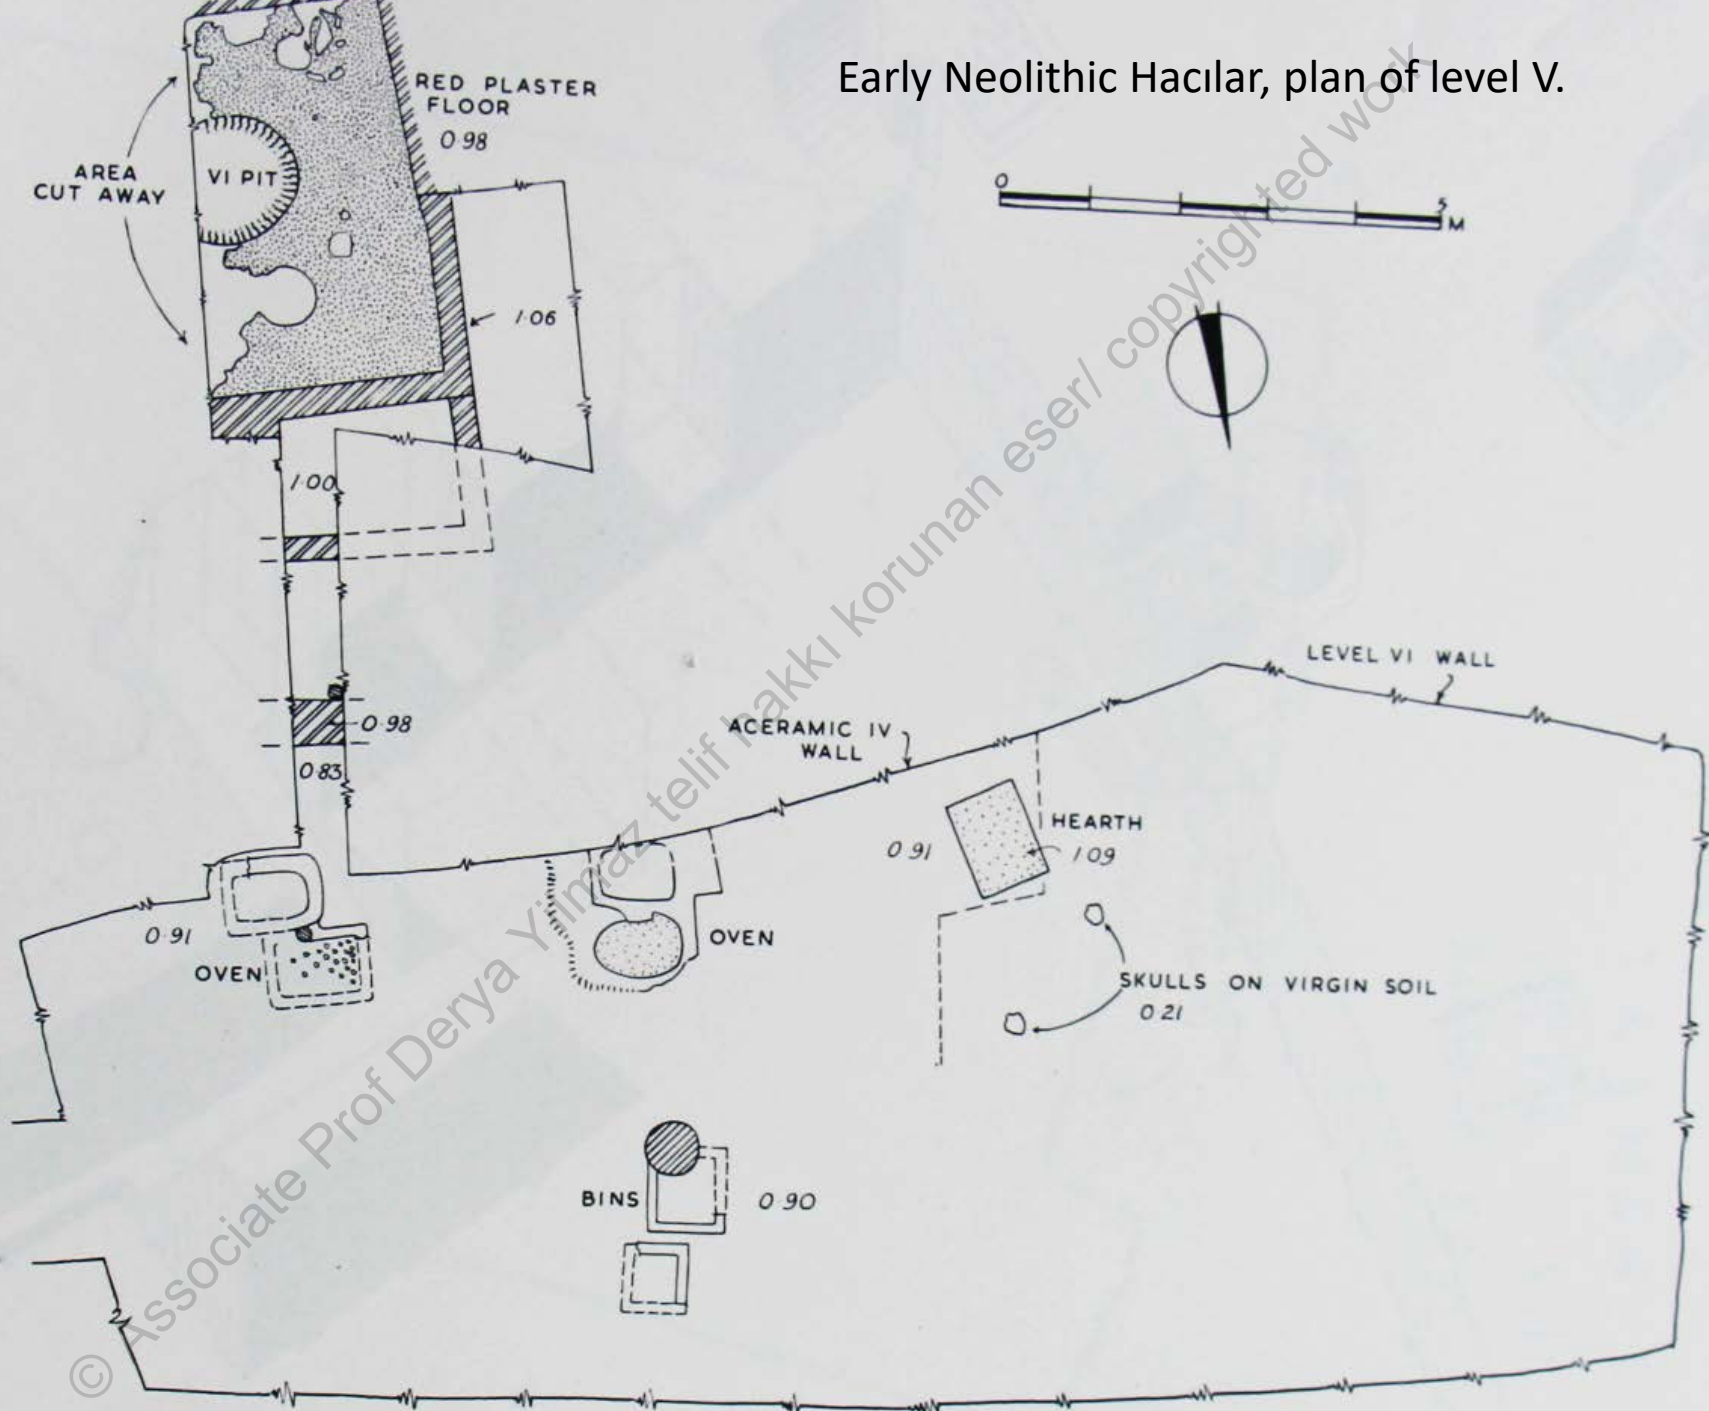 Early Neolithic Hacılar, plan of level V.
RED PLASTER
FLOOR
0·98
AREA
CUT AWAY
VI PIT
0
5
M
1·06
1·00
LEVEL VI WALL
0·98
ACERAMIC IV
WALL
0·83
HEARTH
0·91
1·09
0·91
OVEN
OVEN
SKULLS ON VIRGIN SOIL
0·21
BINS
0·90
© Associate Prof Derya Yilmaz telif hakkı korunan eser/ copyrighted work